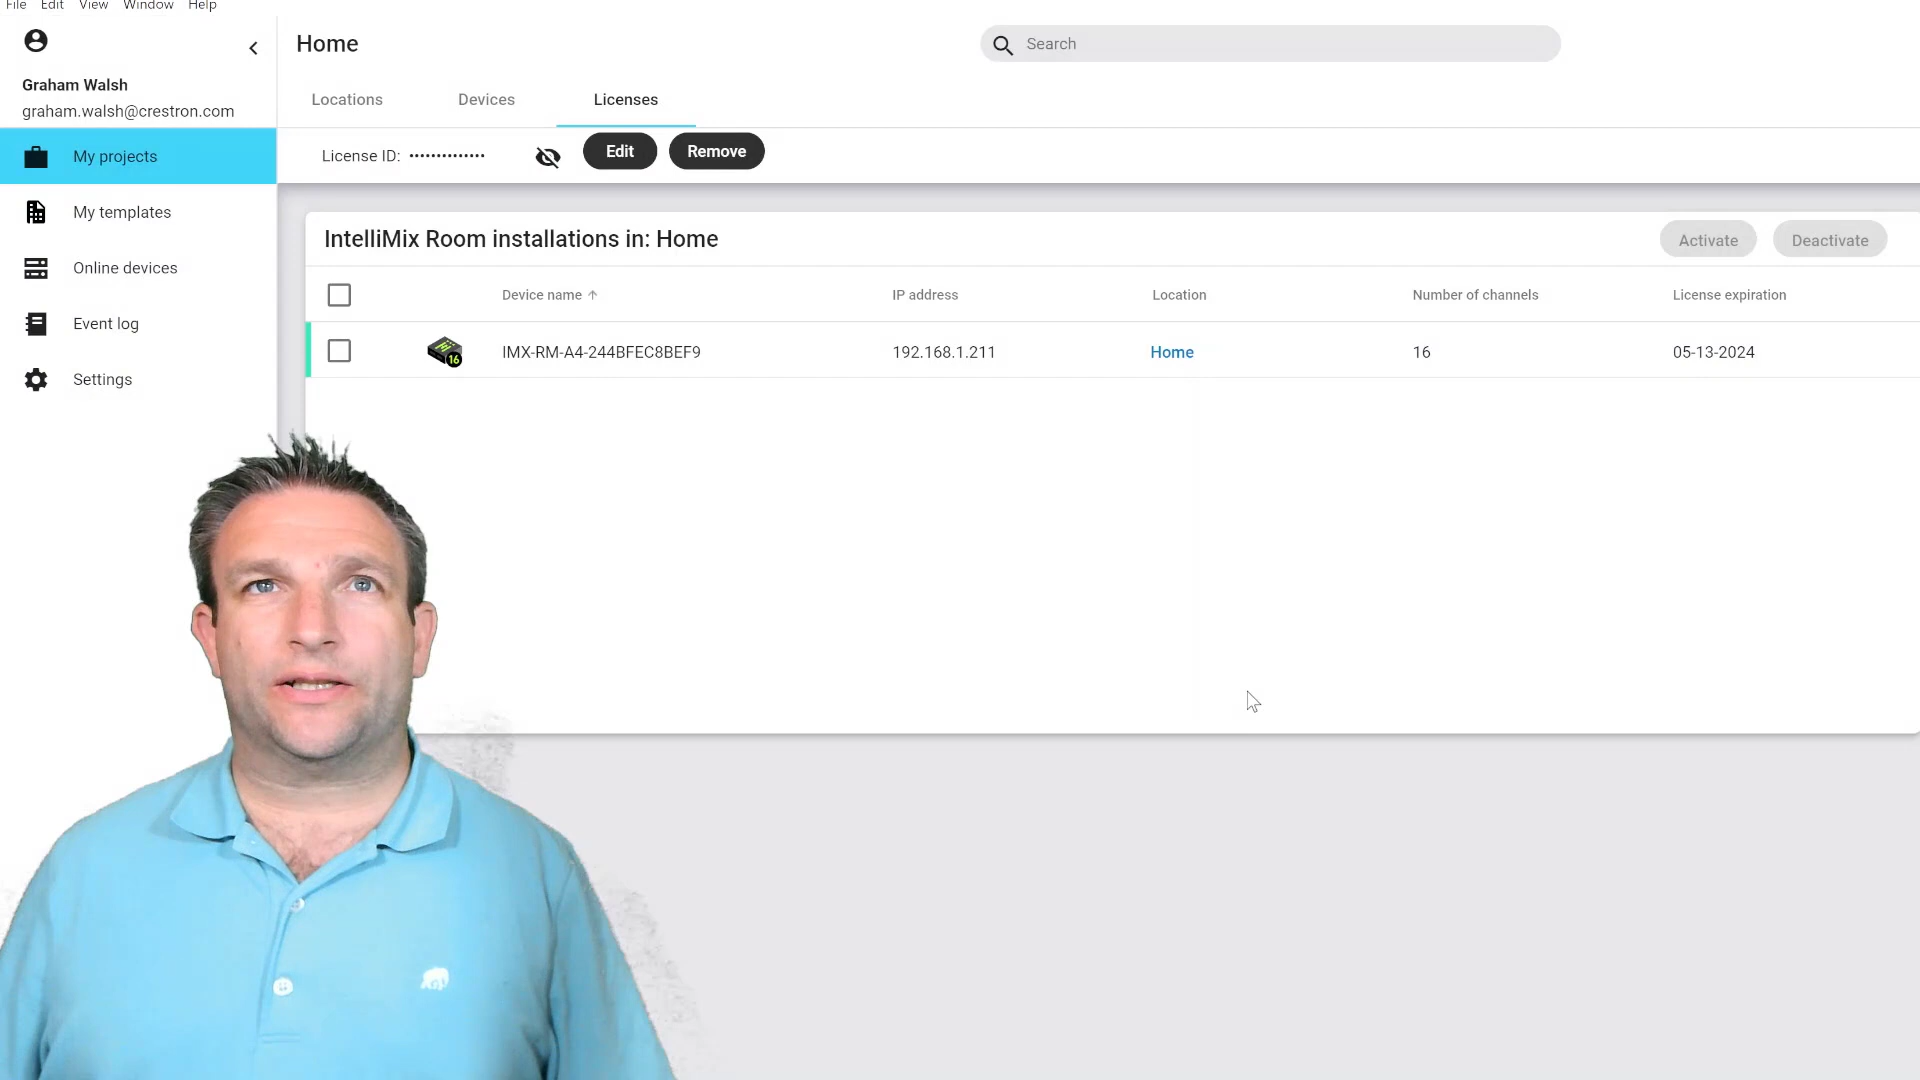 File Edit View Window Help
Graham Walsh
graham.walsh@crestron.com
My projects
My templates
Online devices
Event log
Settings
Home
Search
Locations Devices Licenses
License ID: •••••••••••••• Edit Remove
IntelliMix Room installations in: Home
Activate Deactivate
Device name IP address Location Number of channels License expiration
16 IMX-RM-A4-244BFEC8BEF9 192.168.1.211 Home 16 05-13-2024